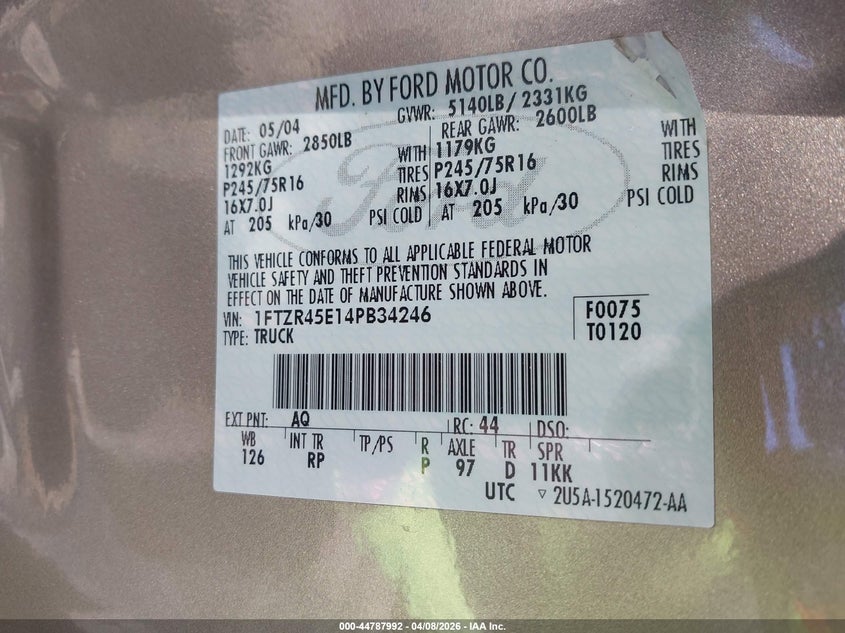 MFD. BY FORD MOTOR CO.
DATE: 05/04 GVWR: 5140LB/ 2331KG
FRONT GAWR: 2850LB REAR GAWR: 2600LB
1292KG WITH 1179KG WITH
P245/75R16 TIRES P245/75R16 TIRES
16X7.0J RIMS 16X7.0J RIMS
AT 205 kPa/30 PSI COLD AT 205 kPa/30 PSI COLD
Ford
THIS VEHICLE CONFORMS TO ALL APPLICABLE FEDERAL MOTOR
VEHICLE SAFETY AND THEFT PREVENTION STANDARDS IN
EFFECT ON THE DATE OF MANUFACTURE SHOWN ABOVE.
VIN: 1FTZR45E14PB34246 F0075
TYPE: TRUCK T0120
EXT PNT: AQ RC: 44 DSO:
WB INT TR TP/PS R AXLE TR SPR
126 RP P 97 D 11KK
UTC ▽ 2U5A-1520472-AA
000-44787992 - 04/08/2026 - IAA Inc.